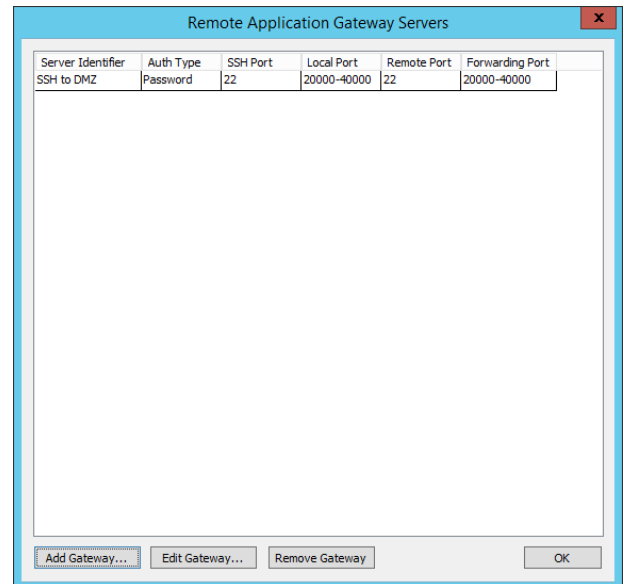 Remote Application Gateway Servers
x
Server Identifier Auth Type SSH Port Local Port Remote Port Forwarding Port
SSH to DMZ Password 22 20000-40000 22 20000-40000
Add Gateway... Edit Gateway... Remove Gateway OK